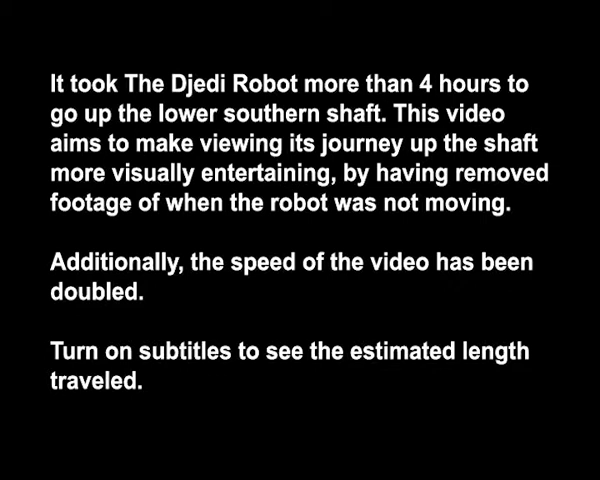 It took The Djedi Robot more than 4 hours to
go up the lower southern shaft. This video
aims to make viewing its journey up the shaft
more visually entertaining, by having removed
footage of when the robot was not moving.
Additionally, the speed of the video has been
doubled.
Turn on subtitles to see the estimated length
traveled.